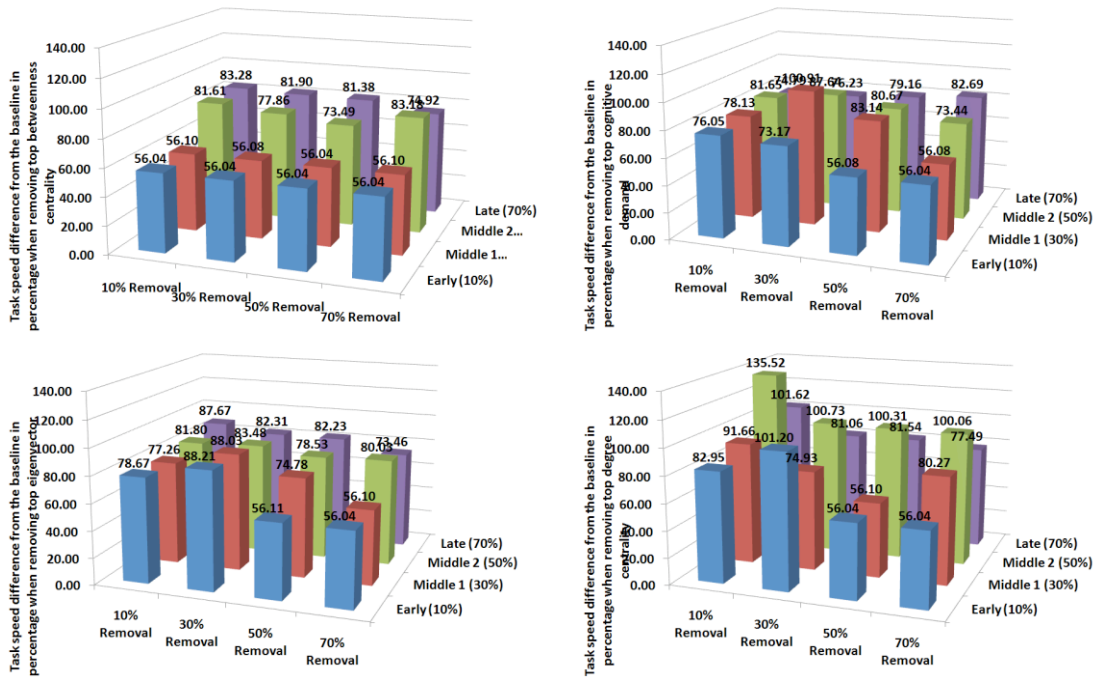 Task speed difference from the baseline in
percentage when removing top betweenness
centrality
140.00
120.00
100.00
80.00
60.00
40.00
20.00
0.00
83.28
81.90
81.38
74.92
81.61
77.86
73.49
83.18
56.10
56.08
56.04
56.10
56.04
56.04
56.04
56.04
Late (70%)
Middle 2...
Middle 1...
Early (10%)
10% Removal
30% Removal
50% Removal
70% Removal
Task speed difference from the baseline in
percentage when removing top cognitive
demand
140.00
120.00
100.00
80.00
60.00
40.00
20.00
0.00
74.79
76.23
79.16
82.69
81.65
87.64
80.67
73.44
78.13
100.91
83.14
56.08
76.05
73.17
56.08
56.04
Late (70%)
Middle 2 (50%)
Middle 1 (30%)
Early (10%)
10%
Removal
30%
Removal
50%
Removal
70%
Removal
Task speed difference from the baseline in
percentage when removing top eigenvector
140.00
120.00
100.00
80.00
60.00
40.00
20.00
0.00
87.67
82.31
82.23
73.46
81.80
83.48
78.53
80.03
77.26
88.03
74.78
56.10
78.67
88.21
56.11
56.04
Late (70%)
Middle 2 (50%)
Middle 1 (30%)
Early (10%)
10%
Removal
30%
Removal
50%
Removal
70%
Removal
Task speed difference from the baseline in
percentage when removing top degree
centrality
140.00
120.00
100.00
80.00
60.00
40.00
20.00
0.00
101.62
81.06
81.54
77.49
135.52
100.73
100.31
100.06
91.66
74.93
56.10
80.27
82.95
101.20
56.04
56.04
Late (70%)
Middle 2 (50%)
Middle 1 (30%)
Early (10%)
10%
Removal
30%
Removal
50%
Removal
70%
Removal